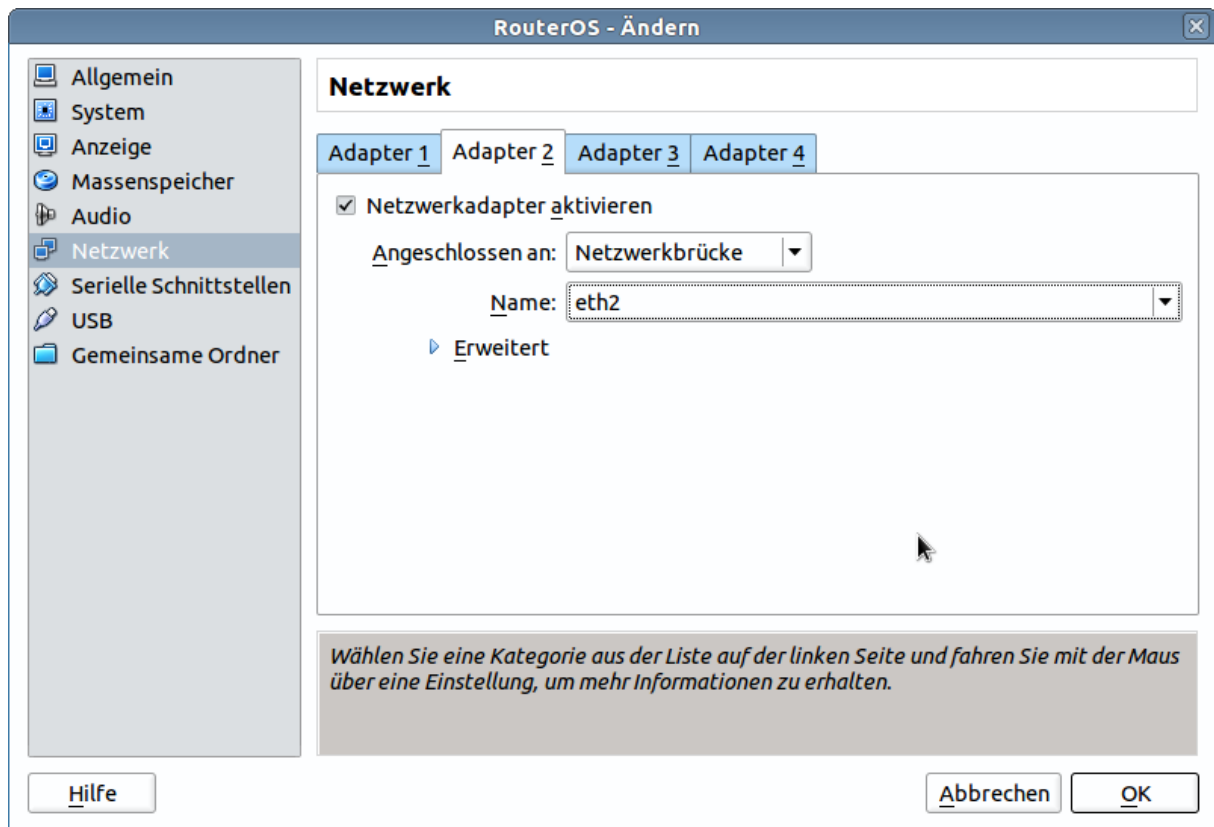 RouterOS - Ändern
Allgemein
System
Anzeige
Massenspeicher
Audio
Netzwerk
Serielle Schnittstellen
USB
Gemeinsame Ordner
Netzwerk
Adapter 1 Adapter 2 Adapter 3 Adapter 4
Netzwerkadapter aktivieren
Angeschlossen an: Netzwerkbrücke
Name: eth2
Erweitert
Wählen Sie eine Kategorie aus der Liste auf der linken Seite und fahren Sie mit der Maus
über eine Einstellung, um mehr Informationen zu erhalten.
Hilfe Abbrechen OK